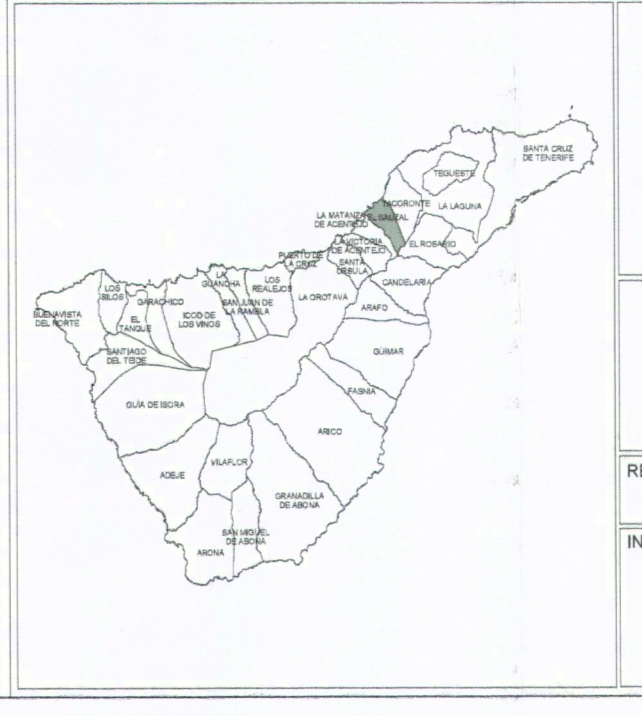 SANTA CRUZ
DE TENERIFE
TEGUESTE
TACORONTE
LA LAGUNA
LA MATANZA
DE ACENTEJO
EL SAUZAL
LA VICTORIA
DE ACENTEJO
EL ROSARIO
PUERTO DE
LA CRUZ
SANTA
URSULA
CANDELARIA
LA
GUANCHA
LOS
REALEJOS
LA OROTAVA
ARAFO
LOS
SILOS
GARACHICO
SAN JUAN DE
LA RAMBLA
BUENAVISTA
DEL NORTE
EL
TANQUE
ICOD DE
LOS VINOS
SANTIAGO
DEL TEIDE
GÜIMAR
FASNIA
GUÍA DE ISORA
ARICO
VILAFLOR
ADEJE
GRANADILLA
DE ABONA
SAN MIGUEL
DE ABONA
ARONA
RE
IN